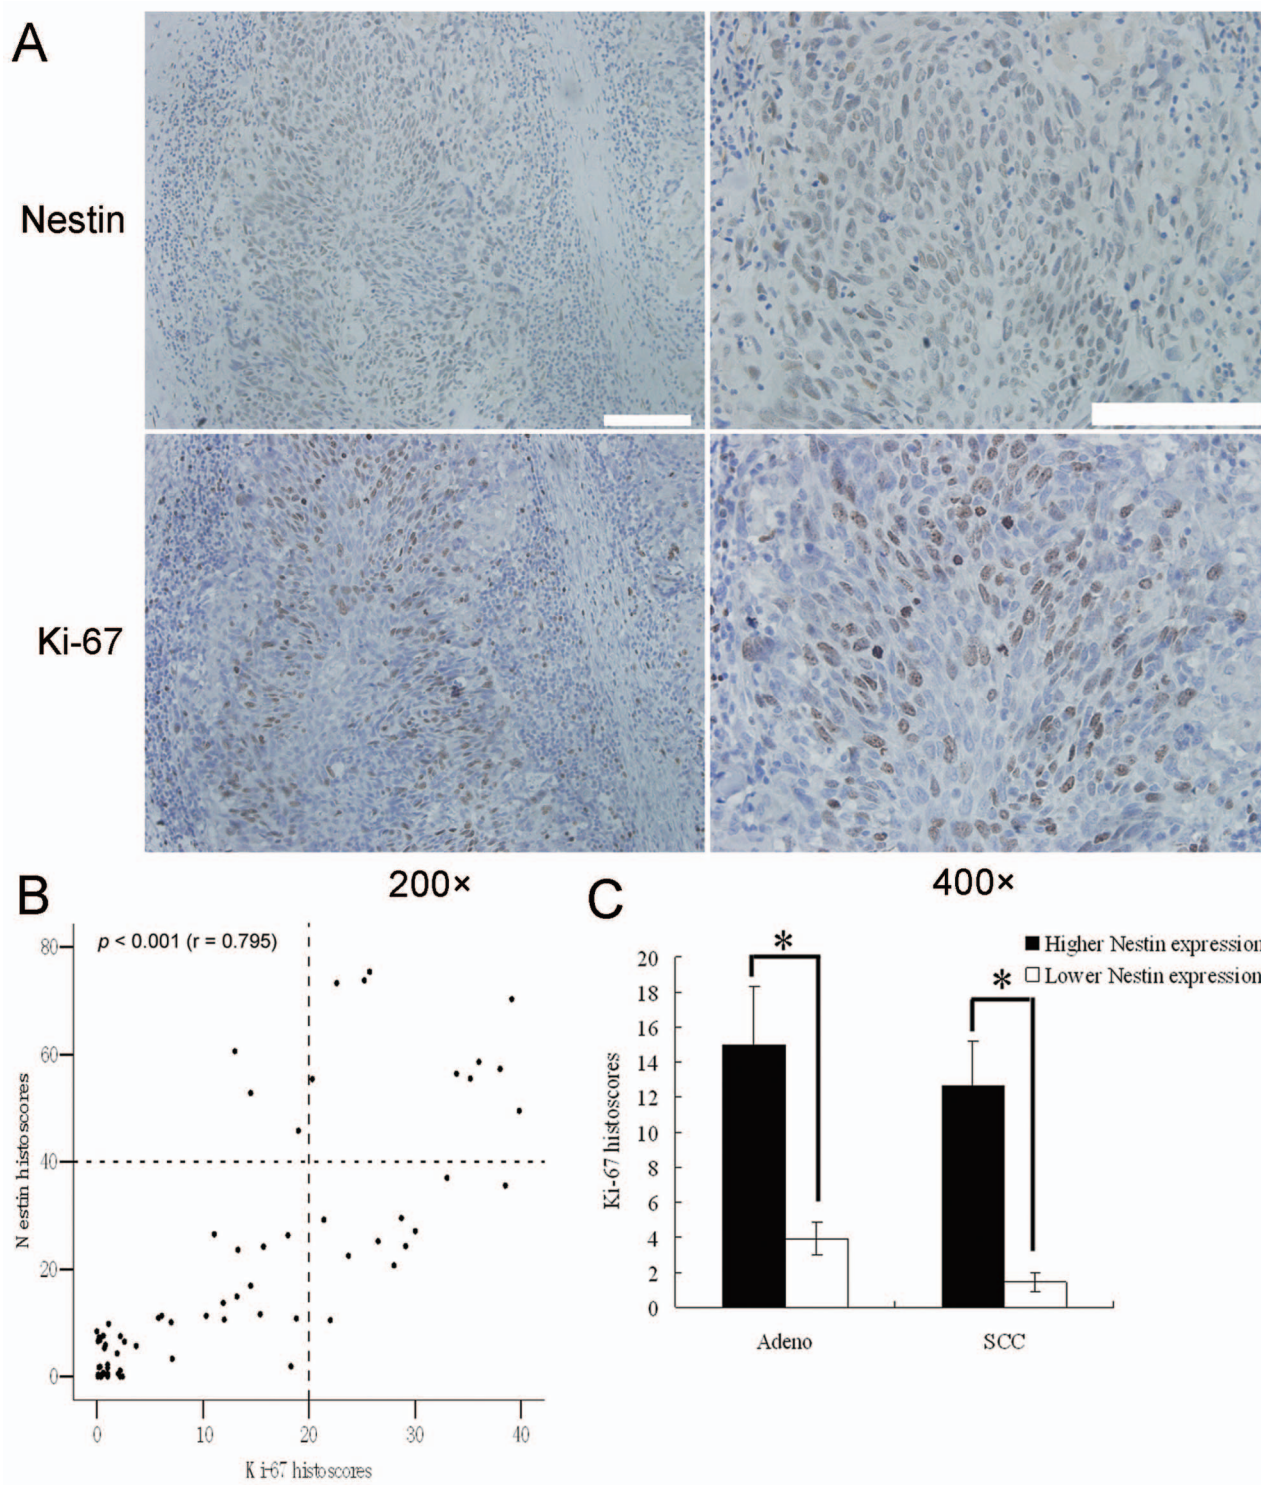 A
Nestin
Ki-67
200×
400×
B
p < 0.001 (r = 0.795)
80
60
40
20
0
Nestin histoscores
0 10 20 30 40
Ki-67 histoscores
C
Higher Nestin expression
Lower Nestin expression
*
*
20
18
16
14
12
10
8
6
4
2
0
Ki-67 histoscores
Adeno
SCC